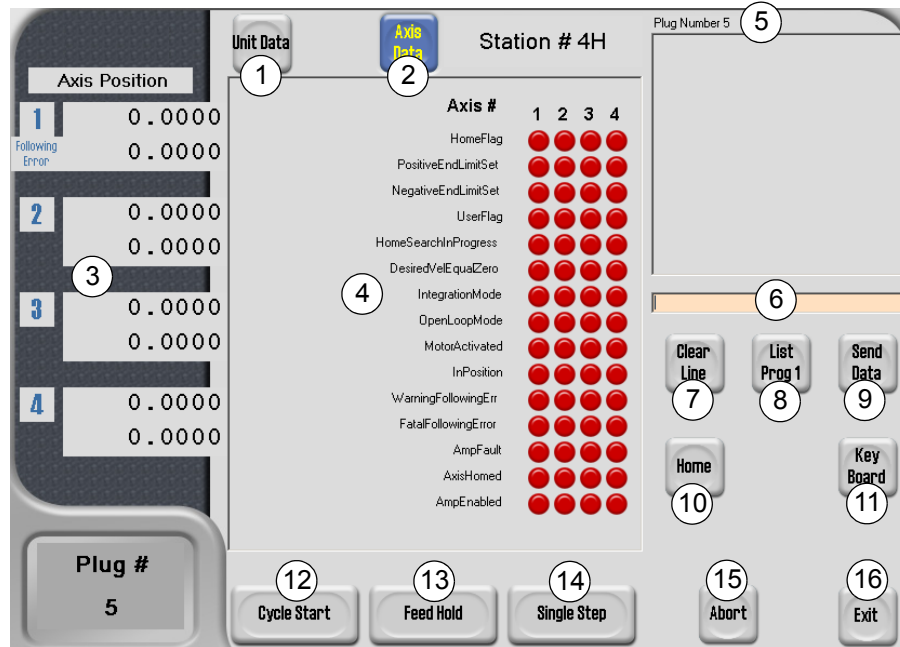 Unit Data
1
Axis
Data
2
Station # 4H
Plug Number 5
5
Axis Position
1
0.0000
Following
Error
0.0000
2
0.0000
0.0000
3
3
0.0000
0.0000
4
0.0000
0.0000
Axis #
1 2 3 4
HomeFlag
PositiveEndLimitSet
NegativeEndLimitSet
UserFlag
HomeSearchInProgress
DesiredVelEqualZero
4
IntegrationMode
OpenLoopMode
MotorActivated
InPosition
WarningFollowingErr
FatalFollowingError
AmpFault
AxisHomed
AmpEnabled
6
Clear
Line
7
List
Prog 1
8
Send
Data
9
Home
10
Key
Board
11
Plug #
5
12
Cycle Start
13
Feed Hold
14
Single Step
15
Abort
16
Exit